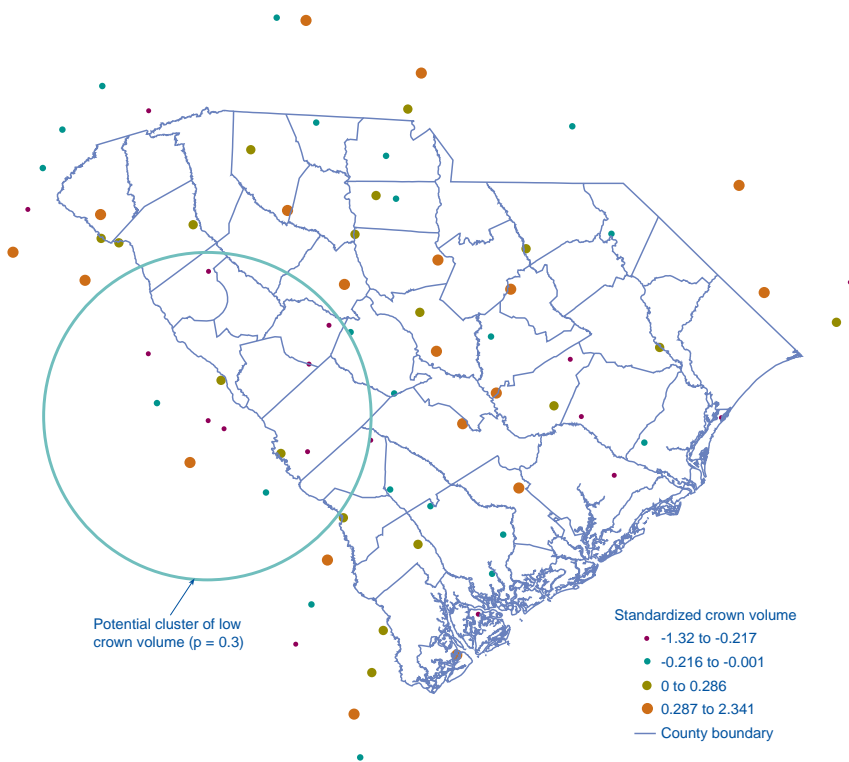 Potential cluster of low
crown volume (p = 0.3)
Standardized crown volume
-1.32 to -0.217
-0.216 to -0.001
0 to 0.286
0.287 to 2.341
County boundary